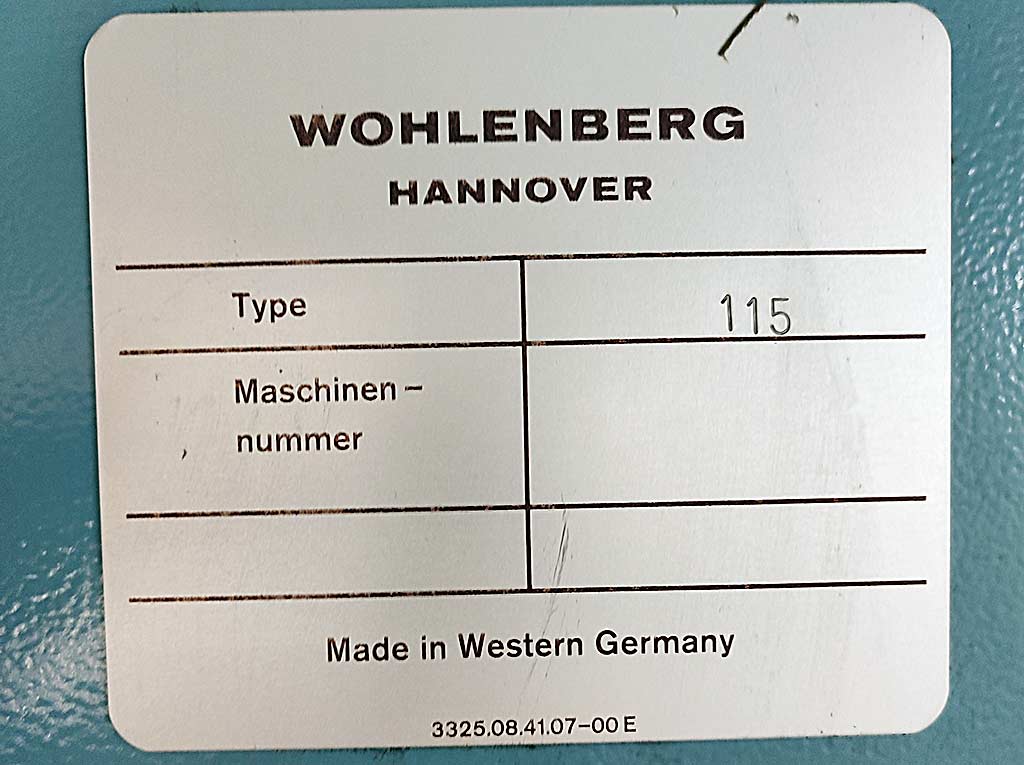 WOHLENBERG
HANNOVER
Type 115
Maschinen-
nummer
Made in Western Germany
3325.08.41.07-00 E